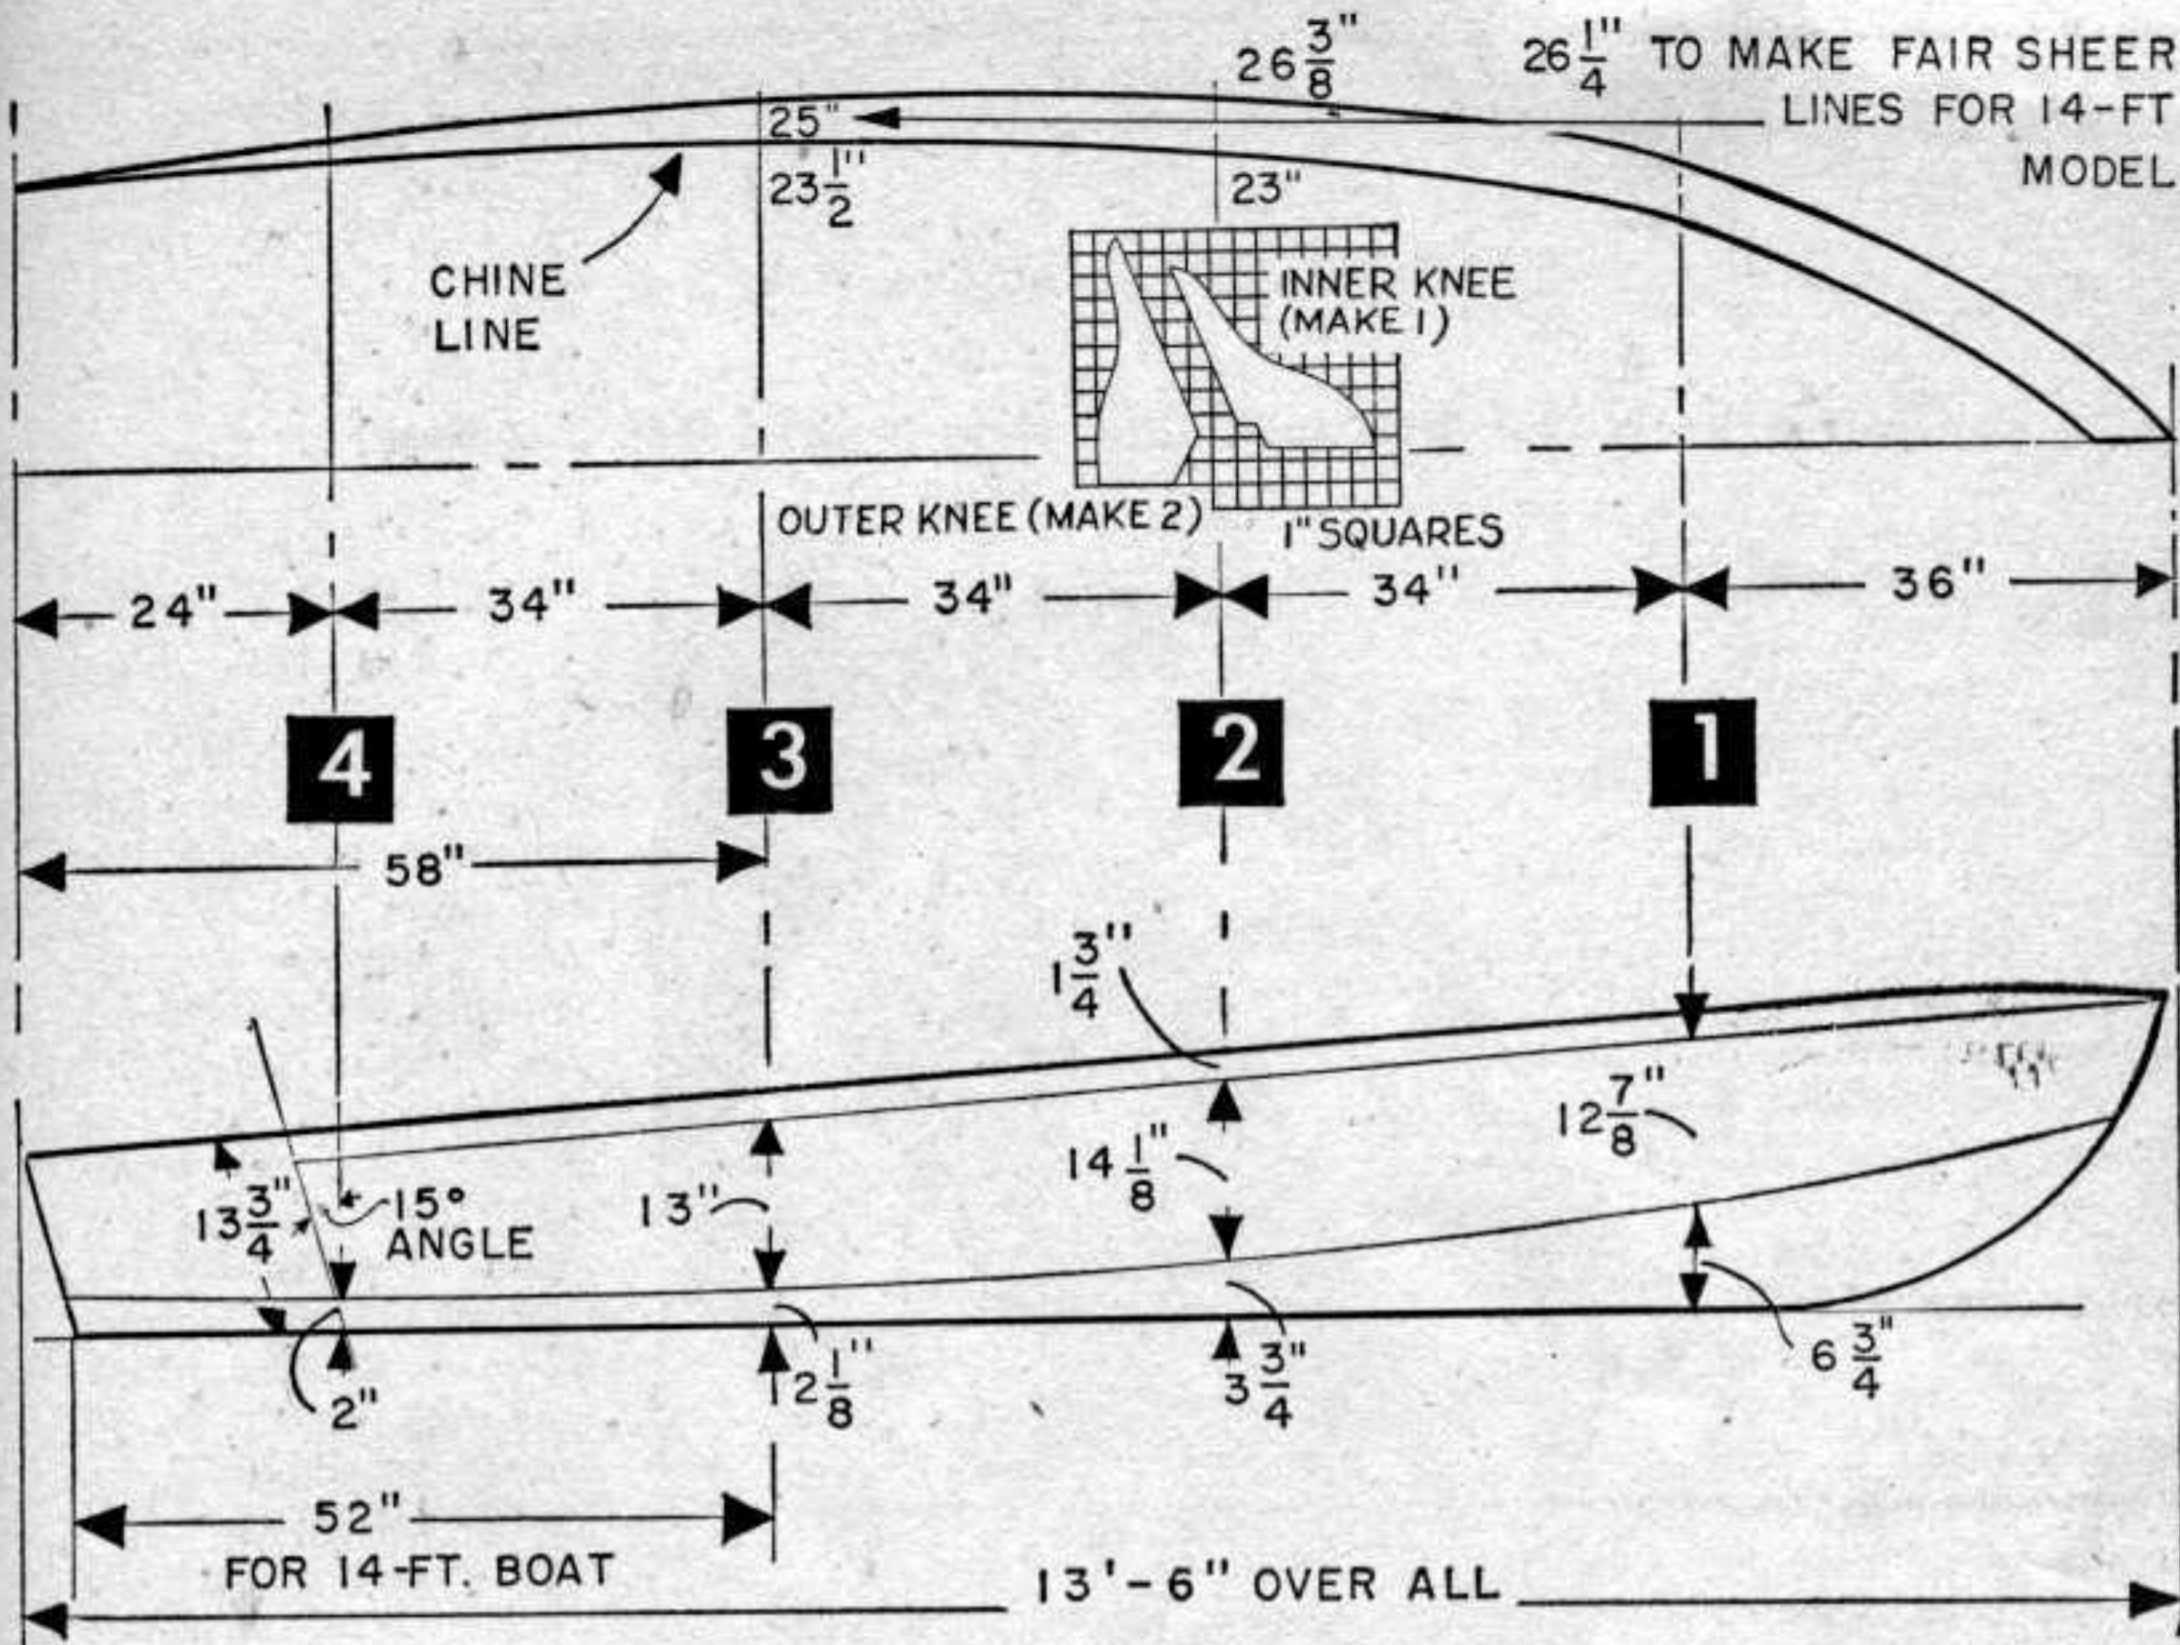 26 3/8"
26 1/4" TO MAKE FAIR SHEER
LINES FOR 14-FT
MODEL
25"
23 1/2"
23"
CHINE
LINE
INNER KNEE
(MAKE 1)
OUTER KNEE (MAKE 2)
1" SQUARES
24" 34" 34" 34" 36"
4 3 2 1
58"
1 3/4"
12 7/8"
14 1/8"
13"
13 3/4"
15°
ANGLE
2"
2 1/8"
3 3/4"
6 3/4"
52"
FOR 14-FT. BOAT
13'-6" OVER ALL